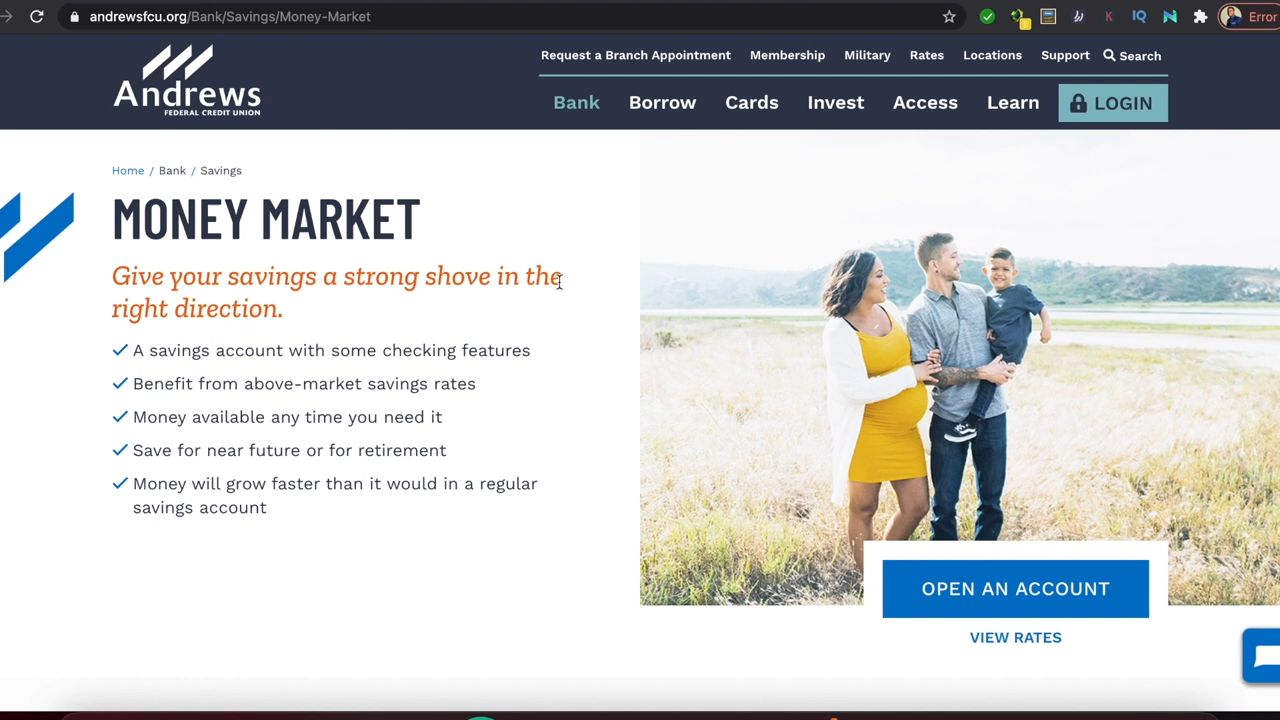 andrewsfcu.org/Bank/Savings/Money-Market
IQ
Error
Andrews
FEDERAL CREDIT UNION
Request a Branch Appointment Membership Military Rates Locations Support Search
Bank Borrow Cards Invest Access Learn LOGIN
Home / Bank / Savings
MONEY MARKET
Give your savings a strong shove in the
right direction.
A savings account with some checking features
Benefit from above-market savings rates
Money available any time you need it
Save for near future or for retirement
Money will grow faster than it would in a regular
savings account
OPEN AN ACCOUNT
VIEW RATES